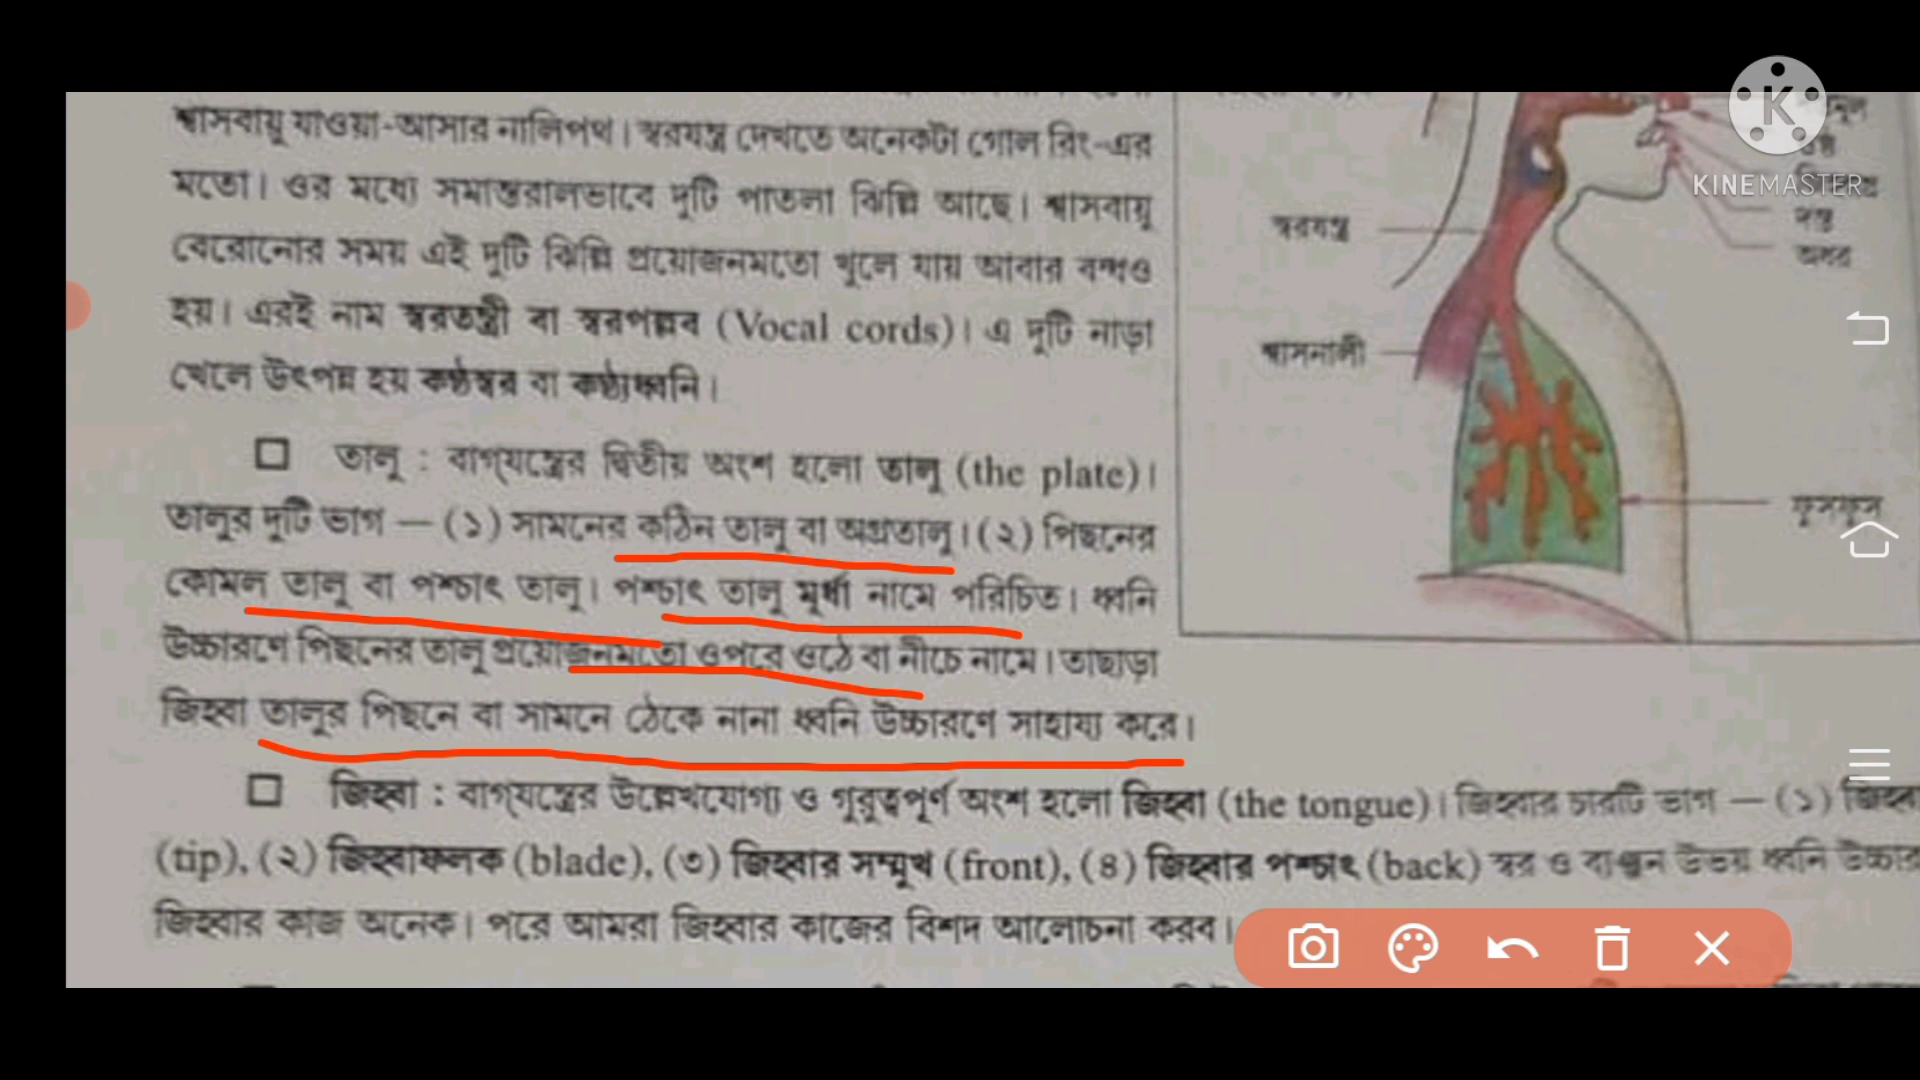 শ্বাসবায়ু যাওয়া-আসার নালিপথ। স্বরযন্ত্র দেখতে অনেকটা গোল রিং-এর
মতো। ওর মধ্যে সমান্তরালভাবে দুটি পাতলা ঝিল্লি আছে। শ্বাসবায়ু
বেরোনোর সময় এই দুটি ঝিল্লি প্রয়োজনমতো খুলে যায় আবার বন্ধও
হয়। এরই নাম স্বরতন্ত্রী বা স্বরপল্লব (Vocal cords)। এ দুটি নাড়া
খেলে উৎপন্ন হয় কণ্ঠস্বর বা কণ্ঠ্যধ্বনি।
তালু : বাগ্‌যন্ত্রের দ্বিতীয় অংশ হলো তালু (the plate)।
তালুর দুটি ভাগ — (১) সামনের কঠিন তালু বা অগ্রতালু। (২) পিছনের
কোমল তালু বা পশ্চাৎ তালু। পশ্চাৎ তালু মূর্ধা নামে পরিচিত। ধ্বনি
উচ্চারণে পিছনের তালু প্রয়োজনমতো ওপরে ওঠে বা নীচে নামে। তাছাড়া
জিহ্বা তালুর পিছনে বা সামনে ঠেকে নানা ধ্বনি উচ্চারণে সাহায্য করে।
জিহ্বা : বাগ্‌যন্ত্রের উল্লেখযোগ্য ও গুরুত্বপূর্ণ অংশ হলো জিহ্বা (the tongue)। জিহ্বার চারটি ভাগ — (১)
(tip), (২) জিহ্বাফলক (blade), (৩) জিহ্বার সম্মুখ (front), (৪) জিহ্বার পশ্চাৎ (back) স্বর ও ব্যঞ্জন উভয় ধ্বনি
জিহ্বার কাজ অনেক। পরে আমরা জিহ্বার কাজের বিশদ আলোচনা করব।
স্বরযন্ত্র
শ্বাসনালী
ফুসফুস
দন্ত
অধর
K
KINEMASTER